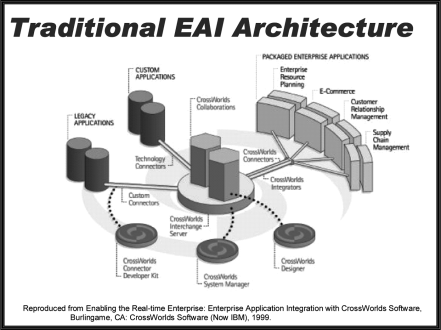 Traditional EAI Architecture
PACKAGED ENTERPRISE APPLICATIONS
CUSTOM
APPLICATIONS
Enterprise
Resource
Planning
E-Commerce
Customer
Relationship
Management
Supply
Chain
Management
CrossWorlds
Collaborations
LEGACY
APPLICATIONS
Technology
Connectors
CrossWorlds
Connectors
CrossWorlds
Integrators
Custom
Connectors
CrossWorlds
Interchange
Server
CrossWorlds
Connector
Developer Kit
CrossWorlds
System Manager
CrossWorlds
Designer
Reproduced from Enabling the Real-time Enterprise: Enterprise Application Integration with CrossWorlds Software,
Burlingame, CA: CrossWorlds Software (Now IBM), 1999.